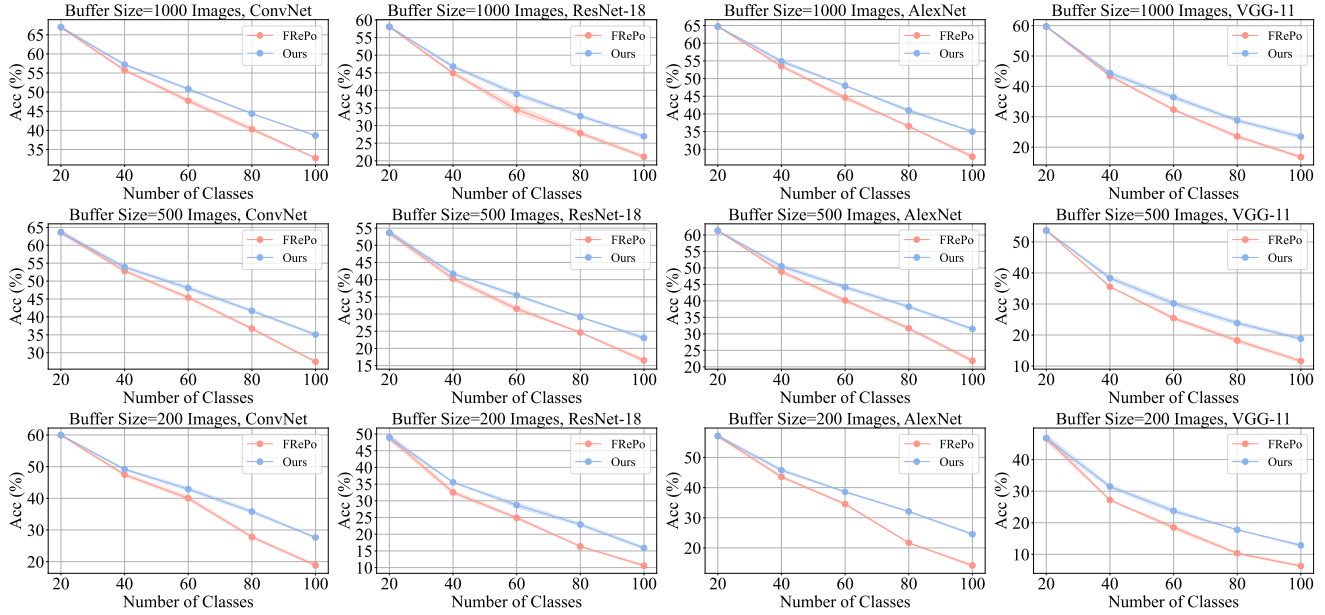 Buffer Size=1000 Images, ConvNet
Acc (%)
65
60
55
50
45
40
35
FRePo
Ours
20 40 60 80 100
Number of Classes
Buffer Size=1000 Images, ResNet-18
Acc (%)
60
55
50
45
40
35
30
25
20
FRePo
Ours
20 40 60 80 100
Number of Classes
Buffer Size=1000 Images, AlexNet
Acc (%)
65
60
55
50
45
40
35
30
FRePo
Ours
20 40 60 80 100
Number of Classes
Buffer Size=1000 Images, VGG-11
Acc (%)
60
50
40
30
20
FRePo
Ours
20 40 60 80 100
Number of Classes
Buffer Size=500 Images, ConvNet
Acc (%)
65
60
55
50
45
40
35
30
FRePo
Ours
20 40 60 80 100
Number of Classes
Buffer Size=500 Images, ResNet-18
Acc (%)
55
50
45
40
35
30
25
20
15
FRePo
Ours
20 40 60 80 100
Number of Classes
Buffer Size=500 Images, AlexNet
Acc (%)
60
55
50
45
40
35
30
25
20
FRePo
Ours
20 40 60 80 100
Number of Classes
Buffer Size=500 Images, VGG-11
Acc (%)
50
40
30
20
10
FRePo
Ours
20 40 60 80 100
Number of Classes
Buffer Size=200 Images, ConvNet
Acc (%)
60
50
40
30
20
FRePo
Ours
20 40 60 80 100
Number of Classes
Buffer Size=200 Images, ResNet-18
Acc (%)
50
45
40
35
30
25
20
15
10
FRePo
Ours
20 40 60 80 100
Number of Classes
Buffer Size=200 Images, AlexNet
Acc (%)
50
40
30
20
FRePo
Ours
20 40 60 80 100
Number of Classes
Buffer Size=200 Images, VGG-11
Acc (%)
40
30
20
10
FRePo
Ours
20 40 60 80 100
Number of Classes